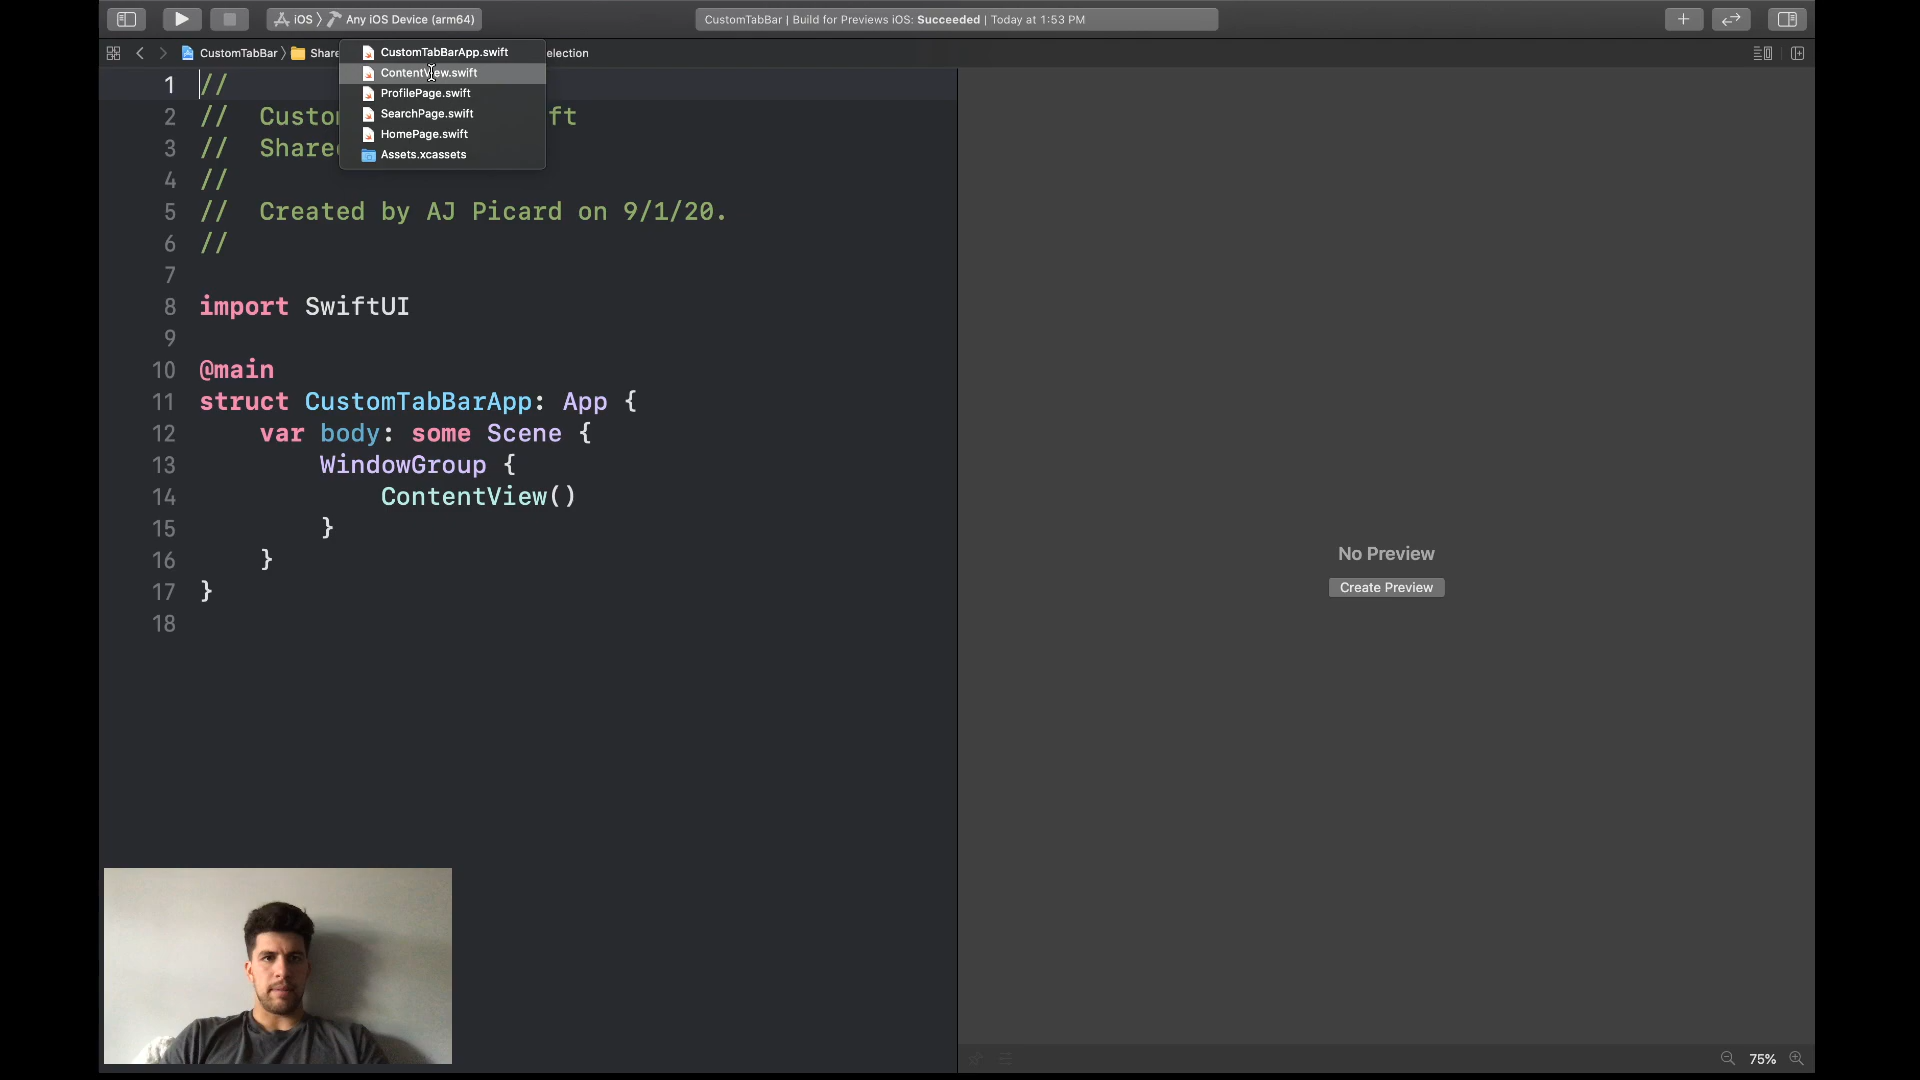 iOS 〉 Any iOS Device (arm64)
CustomTabBar | Build for Previews iOS: Succeeded | Today at 1:53 PM
CustomTabBar 〉 Share
election
CustomTabBarApp.swift
ContentView.swift
ProfilePage.swift
SearchPage.swift
HomePage.swift
Assets.xcassets
1 //
2 // Custo ft
3 // Share
4 //
5 // Created by AJ Picard on 9/1/20.
6 //
7
8 import SwiftUI
9
10 @main
11 struct CustomTabBarApp: App {
12 var body: some Scene {
13 WindowGroup {
14 ContentView()
15 }
16 }
17 }
18
No Preview
Create Preview
75%